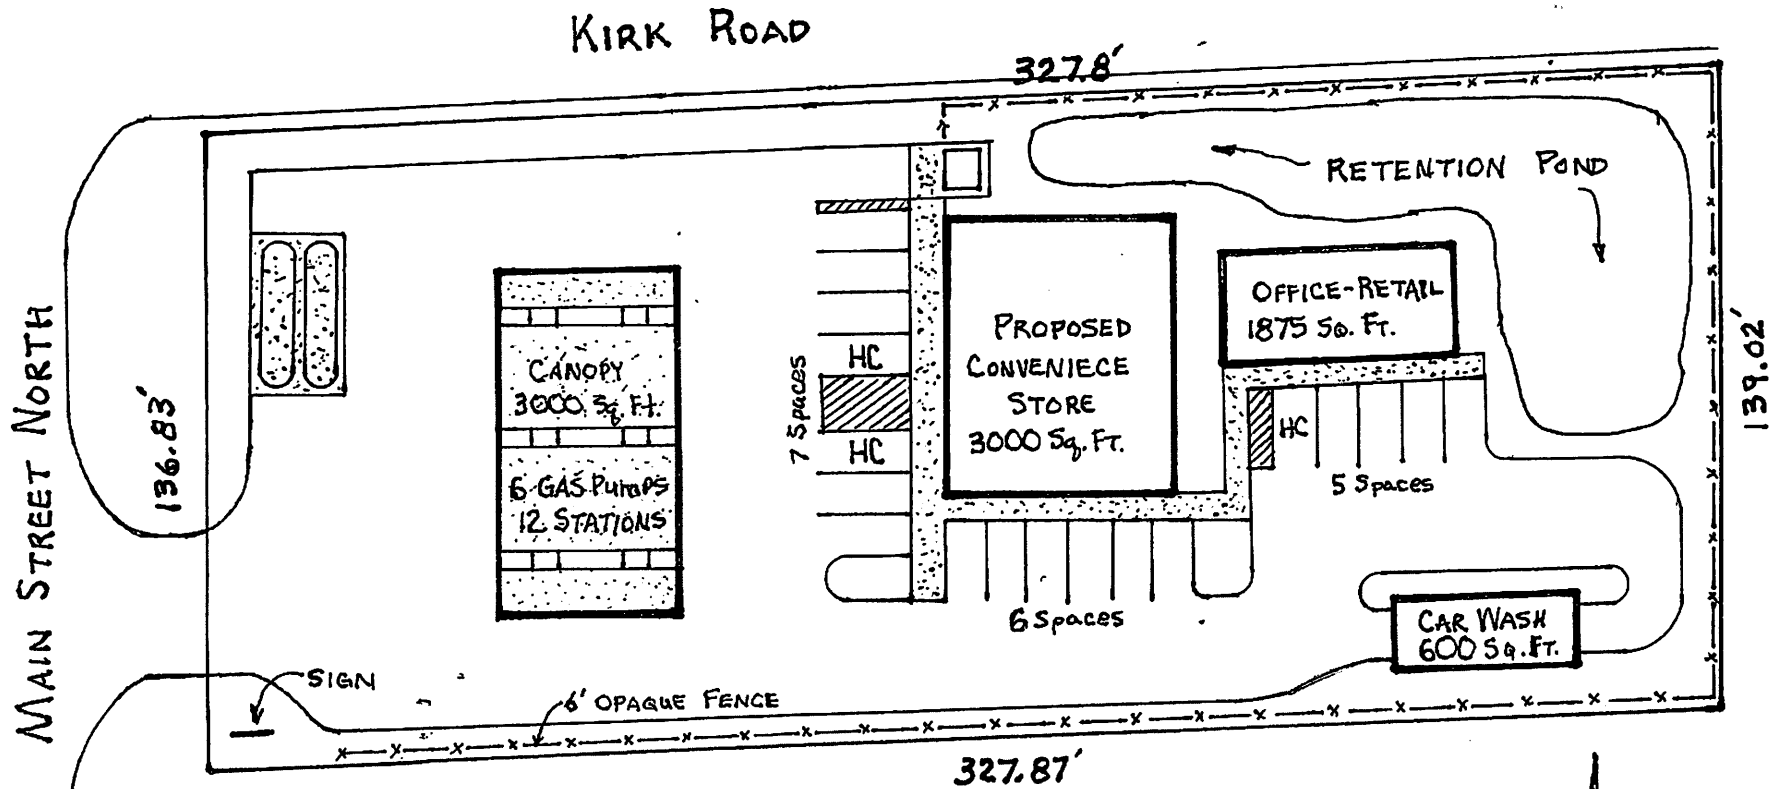 KIRK ROAD
327.8'
RETENTION POND
OFFICE-RETAIL
1875 SQ. FT.
PROPOSED
CONVENIECE
STORE
3000 Sq. FT.
HC
HC
7 Spaces
CANOPY
3000 Sq. Ft.
6 GAS PumPS
12 STATIONS
HC
5 Spaces
6 Spaces
CAR WASH
600 SQ. FT.
139.02'
136.83'
MAIN STREET NORTH
SIGN
6' OPAQUE FENCE
327.87'